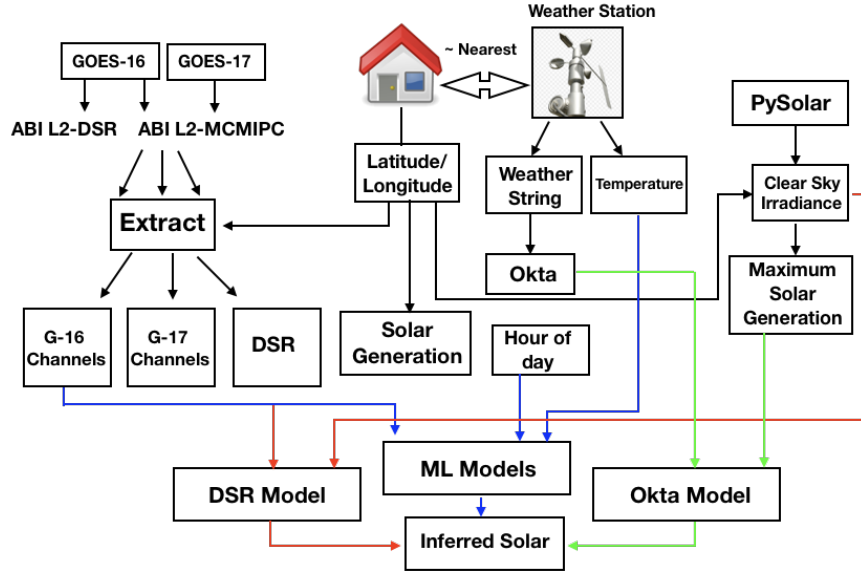 Weather Station
GOES-16
GOES-17
~ Nearest
ABI L2-DSR
ABI L2-MCMIPC
PySolar
Latitude/
Longitude
Weather
String
Temperature
Clear Sky
Irradiance
Extract
Okta
Maximum
Solar
Generation
G-16
Channels
G-17
Channels
DSR
Solar
Generation
Hour of
day
ML Models
DSR Model
Okta Model
Inferred Solar